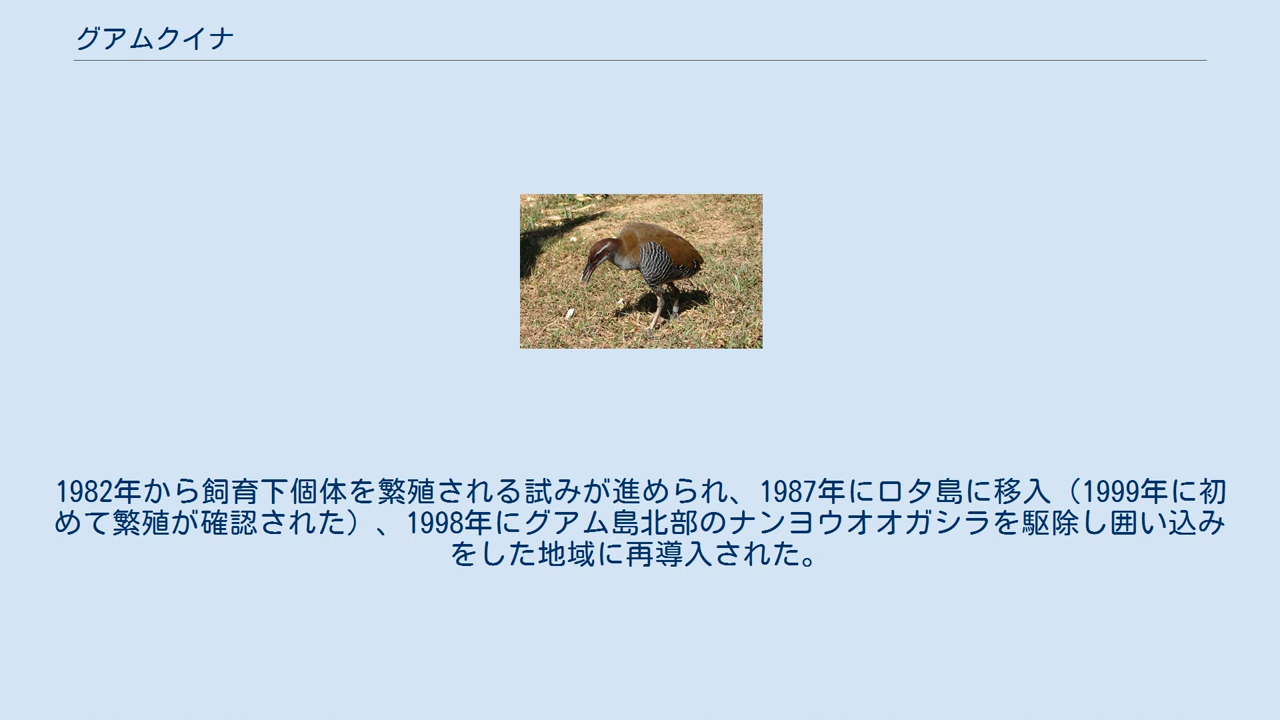 グアムクイナ
1982年から飼育下個体を繁殖される試みが進められ、1987年にロタ島に移入（1999年に初
めて繁殖が確認された）、1998年にグアム島北部のナンヨウオオガシラを駆除し囲い込み
をした地域に再導入された。